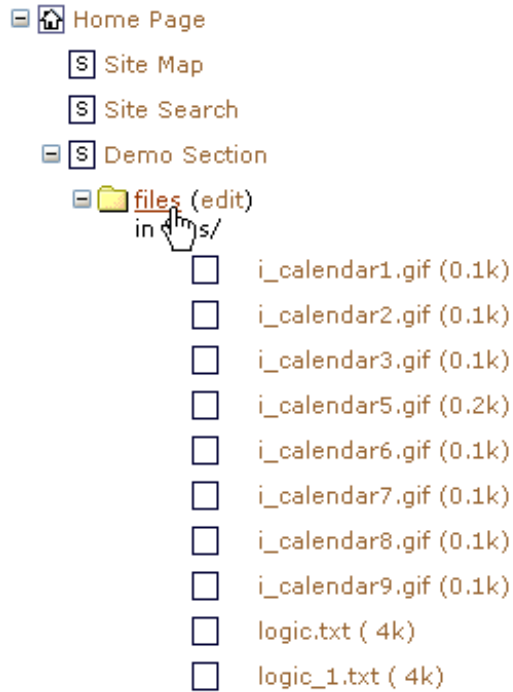 Home Page
S Site Map
S Site Search
S Demo Section
files (edit)
in s/
i_calendar1.gif (0.1k)
i_calendar2.gif (0.1k)
i_calendar3.gif (0.1k)
i_calendar5.gif (0.2k)
i_calendar6.gif (0.1k)
i_calendar7.gif (0.1k)
i_calendar8.gif (0.1k)
i_calendar9.gif (0.1k)
logic.txt ( 4k)
logic_1.txt ( 4k)